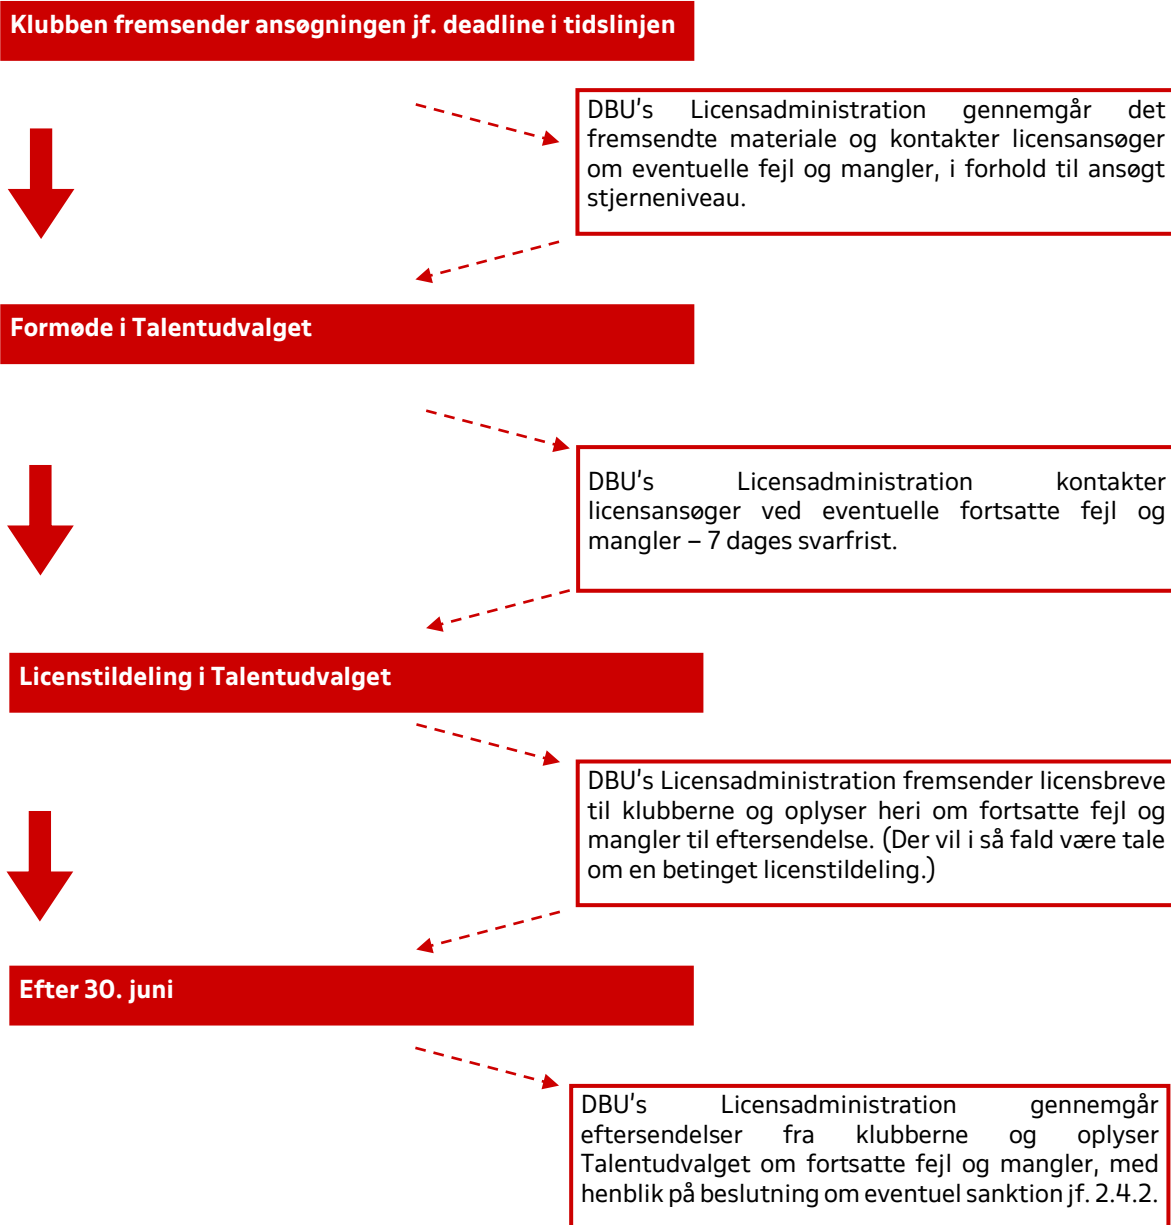 Klubben fremsender ansøgningen jf. deadline i tidslinjen
DBU's Licensadministration gennemgår det
fremsendte materiale og kontakter licensansøger
om eventuelle fejl og mangler, i forhold til ansøgt
stjerneniveau.
Formøde i Talentudvalget
DBU's Licensadministration kontakter
licensansøger ved eventuelle fortsatte fejl og
mangler – 7 dages svarfrist.
Licenstildeling i Talentudvalget
DBU's Licensadministration fremsender licensbreve
til klubberne og oplyser heri om fortsatte fejl og
mangler til eftersendelse. (Der vil i så fald være tale
om en betinget licenstildeling.)
Efter 30. juni
DBU's Licensadministration gennemgår
eftersendelser fra klubberne og oplyser
Talentudvalget om fortsatte fejl og mangler, med
henblik på beslutning om eventuel sanktion jf. 2.4.2.